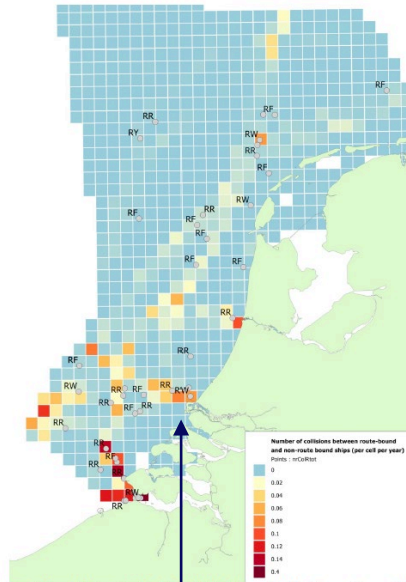 RF
RF
RR
RY
RW
RR
RF
RW
RR
RF
RF
RF
RF
RF
RR
RR
RF
RW
RR
RF
RR
RW
RF
RR
RR
RR
RF
RR
RW
RR
Number of collisions between route-bound
and non-route bound ships (per cell per year)
Points : nrColRtot
0
0.02
0.04
0.06
0.08
0.1
0.12
0.14
0.4